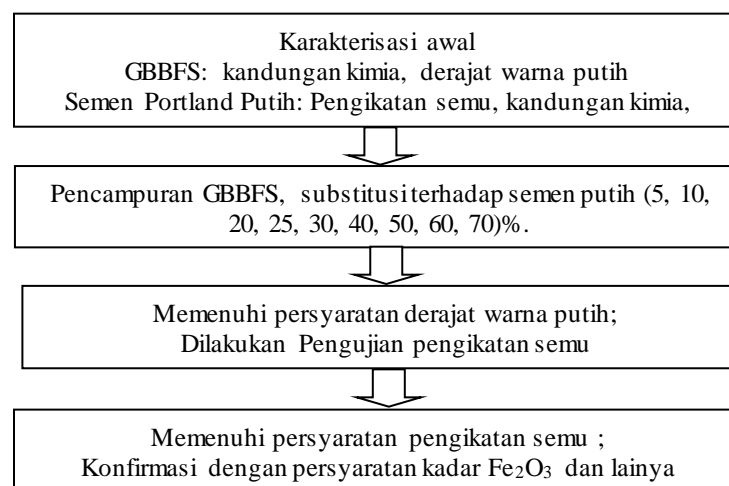 Karakterisasi awal
GBBFS: kandungan kimia, derajat warna putih
Semen Portland Putih: Pengikatan semu, kandungan kimia,
Pencampuran GBBFS, substitusi terhadap semen putih (5, 10,
20, 25, 30, 40, 50, 60, 70)%.
Memenuhi persyaratan derajat warna putih;
Dilakukan Pengujian pengikatan semu
Memenuhi persyaratan pengikatan semu ;
Konfirmasi dengan persyaratan kadar Fe₂O₃ dan lainya